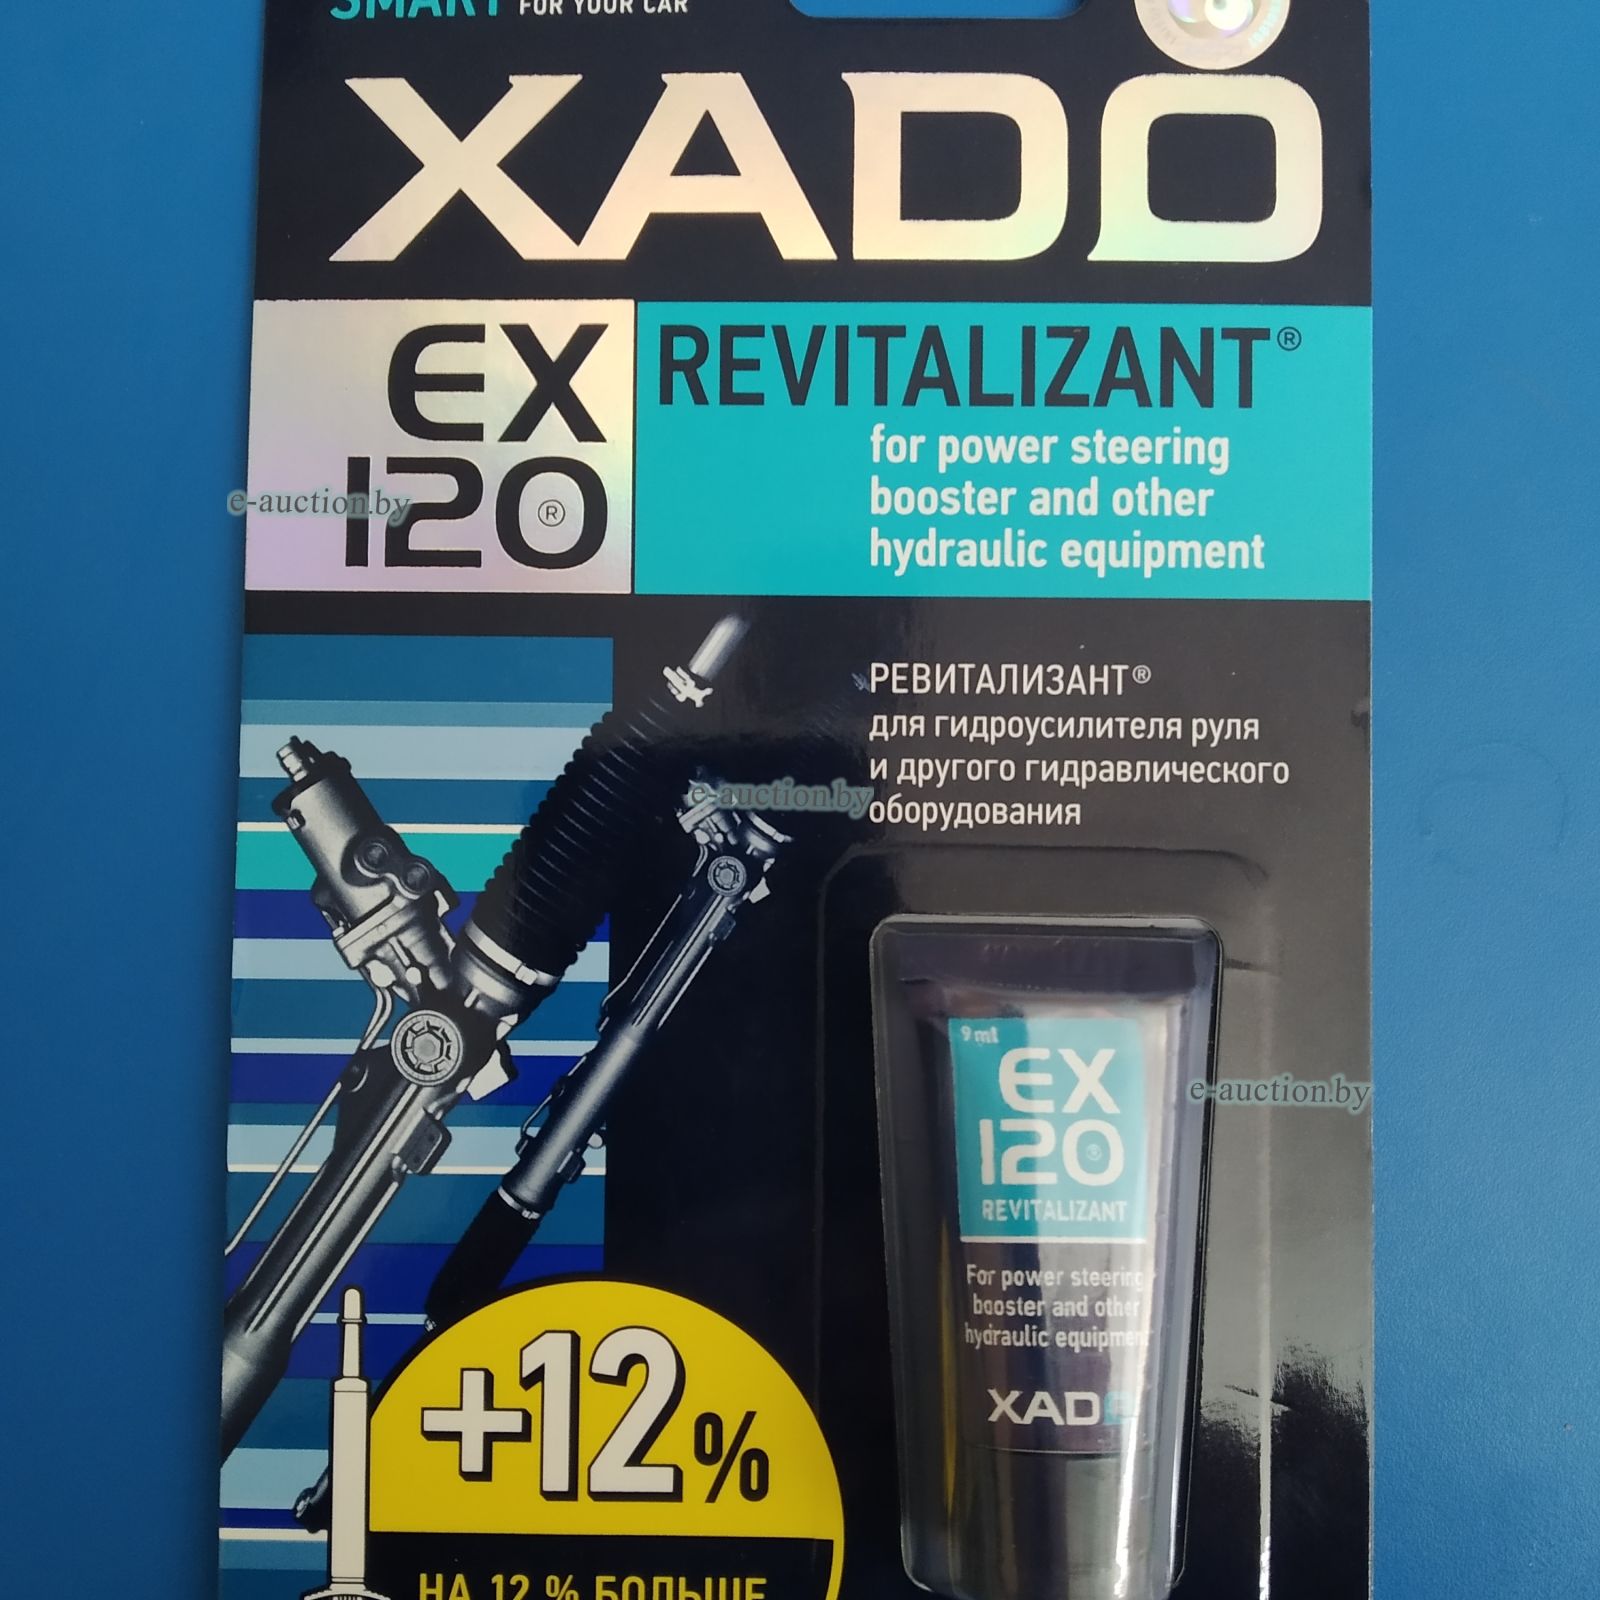 SMART FOR YOUR CAR
XADO
EX
120®
REVITALIZANT®
for power steering
booster and other
hydraulic equipment
e-auction.by
РЕВИТАЛИЗАНТ®
для гидроусилителя руля
и другого гидравлического
оборудования
e-auction.by
9 ml
EX
120®
REVITALIZANT
For power steering
booster and other
hydraulic equipment
XADO
e-auction.by
+12%
НА 12 % БОЛЬШЕ